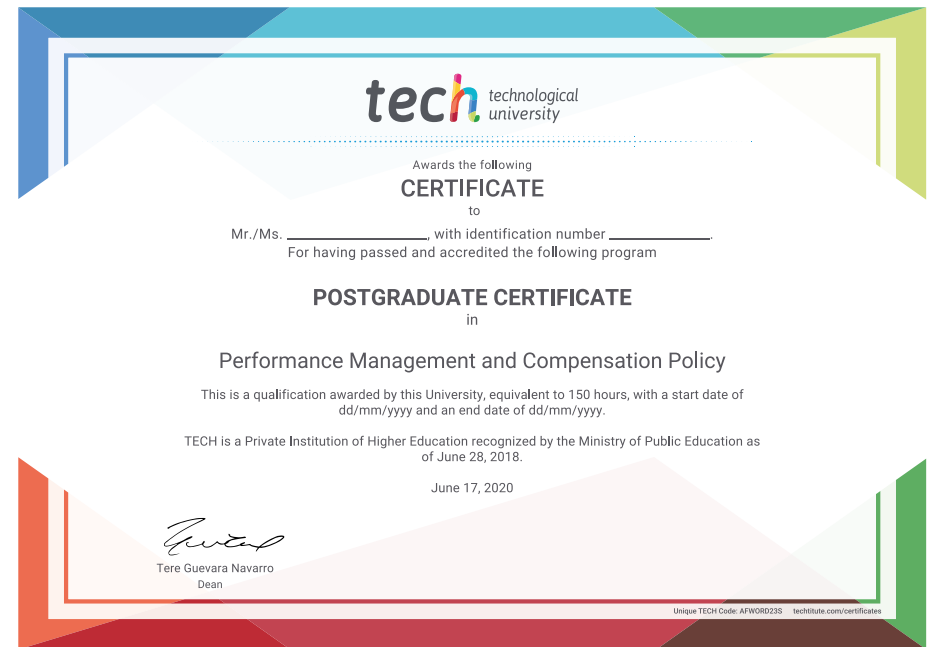 tech technological
university
Awards the following
CERTIFICATE
to
Mr./Ms. ____________________, with identification number ______________.
For having passed and accredited the following program
POSTGRADUATE CERTIFICATE
in
Performance Management and Compensation Policy
This is a qualification awarded by this University, equivalent to 150 hours, with a start date of
dd/mm/yyyy and an end date of dd/mm/yyyy.
TECH is a Private Institution of Higher Education recognized by the Ministry of Public Education as
of June 28, 2018.
June 17, 2020
Tere Guevara Navarro
Dean
Unique TECH Code: AFWORD23S techtitute.com/certificates